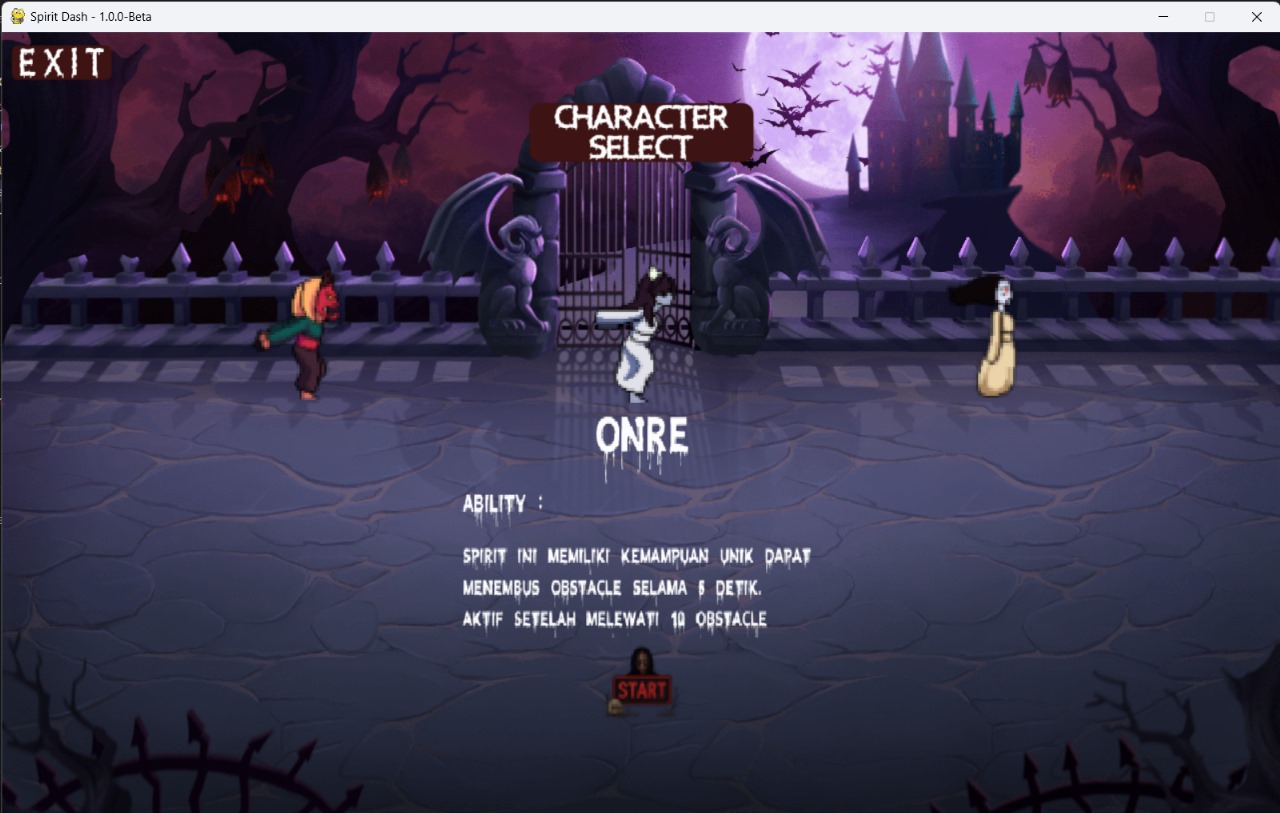 Spirit Dash - 1.0.0-Beta
EXIT
CHARACTER
SELECT
ONRE
ABILITY :
SPIRIT INI MEMILIKI KEMAMPUAN UNIK DAPAT
MENEMBUS OBSTACLE SELAMA 5 DETIK.
AKTIF SETELAH MELEWATI 10 OBSTACLE
START